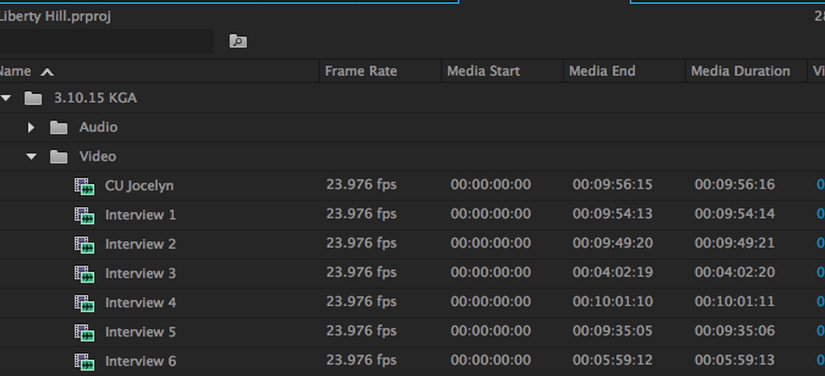 Liberty Hill.prproj 28
Name Frame Rate Media Start Media End Media Duration Vi
3.10.15 KGA
Audio
Video
CU Jocelyn 23.976 fps 00:00:00:00 00:09:56:15 00:09:56:16 0
Interview 1 23.976 fps 00:00:00:00 00:09:54:13 00:09:54:14 0
Interview 2 23.976 fps 00:00:00:00 00:09:49:20 00:09:49:21 0
Interview 3 23.976 fps 00:00:00:00 00:04:02:19 00:04:02:20 0
Interview 4 23.976 fps 00:00:00:00 00:10:01:10 00:10:01:11 0
Interview 5 23.976 fps 00:00:00:00 00:09:35:05 00:09:35:06 0
Interview 6 23.976 fps 00:00:00:00 00:05:59:12 00:05:59:13 0